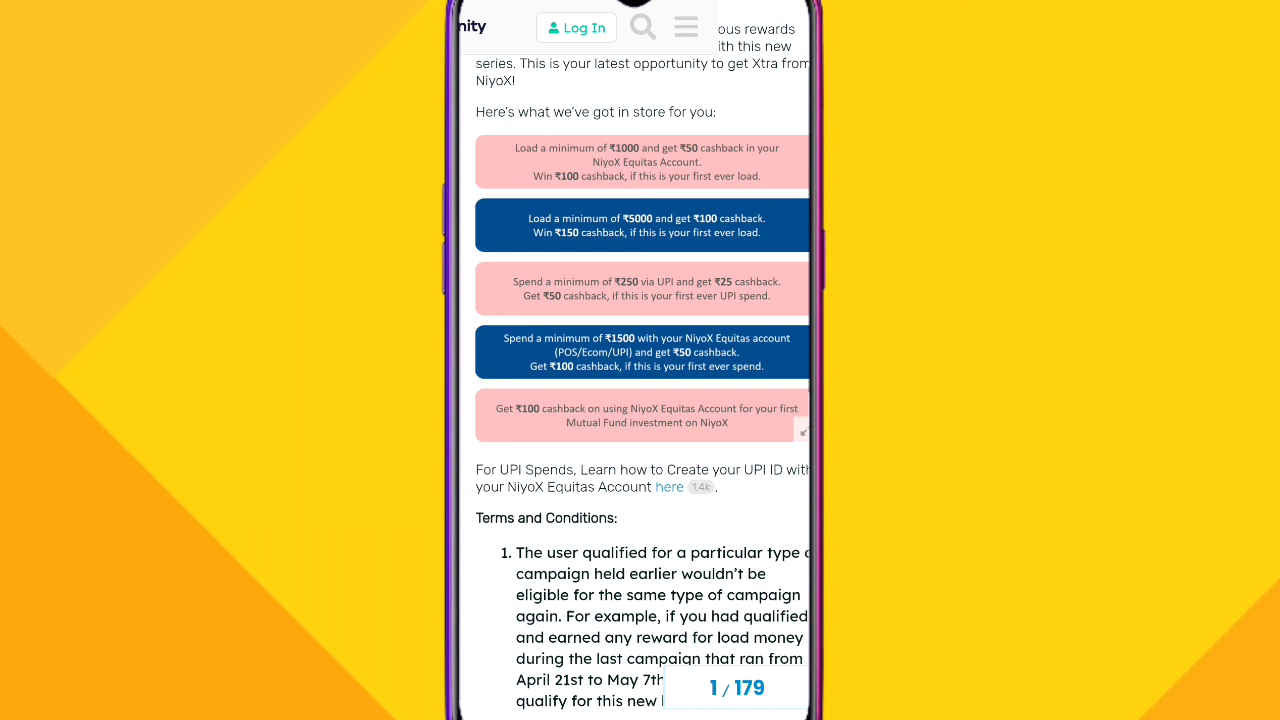 nity
Log In
ous rewards
ith this new
series. This is your latest opportunity to get Xtra from
NiyoX!
Here's what we've got in store for you:
Load a minimum of ₹1000 and get ₹50 cashback in your
NiyoX Equitas Account.
Win ₹100 cashback, if this is your first ever load.
Load a minimum of ₹5000 and get ₹100 cashback.
Win ₹150 cashback, if this is your first ever load.
Spend a minimum of ₹250 via UPI and get ₹25 cashback.
Get ₹50 cashback, if this is your first ever UPI spend.
Spend a minimum of ₹1500 with your NiyoX Equitas account
(POS/Ecom/UPI) and get ₹50 cashback.
Get ₹100 cashback, if this is your first ever spend.
Get ₹100 cashback on using NiyoX Equitas Account for your first
Mutual Fund investment on NiyoX
For UPI Spends, Learn how to Create your UPI ID with
your NiyoX Equitas Account here 1.4k.
Terms and Conditions:
1. The user qualified for a particular type
campaign held earlier wouldn't be
eligible for the same type of campaign
again. For example, if you had qualified
and earned any reward for load money
during the last campaign that ran from
April 21st to May 7th
qualify for this new
1 / 179